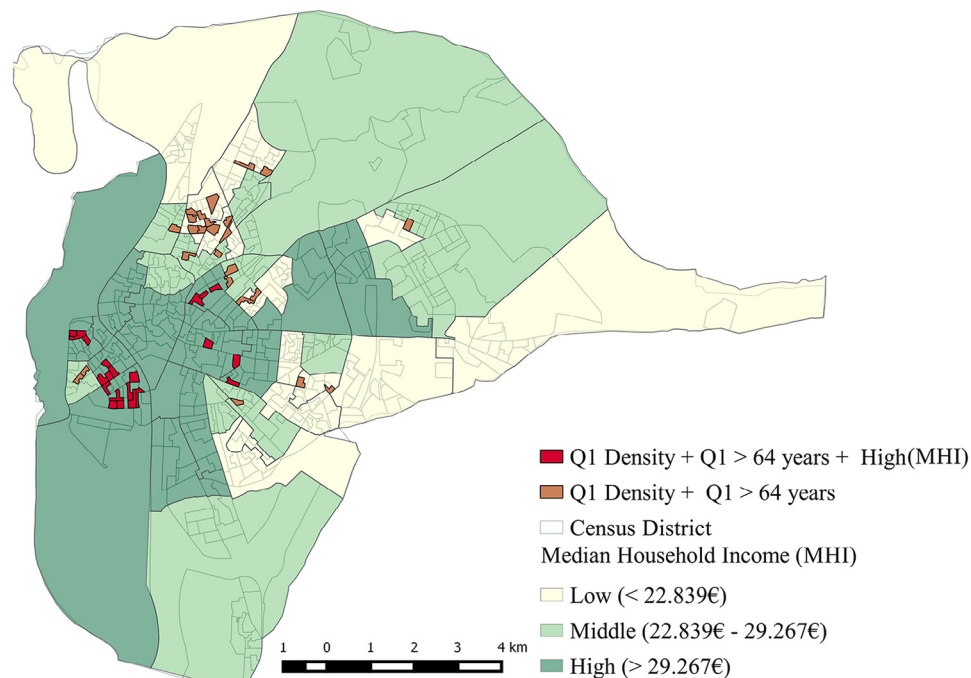 Q1 Density + Q1 > 64 years + High(MHI)
Q1 Density + Q1 > 64 years
Census District
Median Household Income (MHI)
Low (< 22.839€)
Middle (22.839€ - 29.267€)
High (> 29.267€)
1 0 1 2 3 4 km